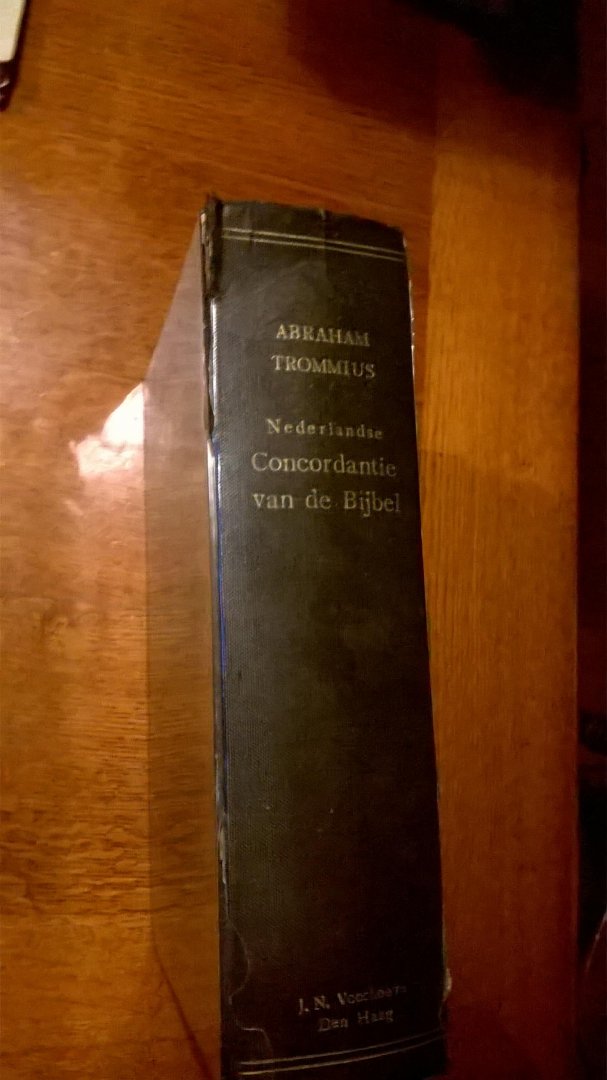 ABRAHAM
TROMMIUS
Nederlandse
Concordantie
van de Bijbel
J. N. Voorhoeve
Den Haag